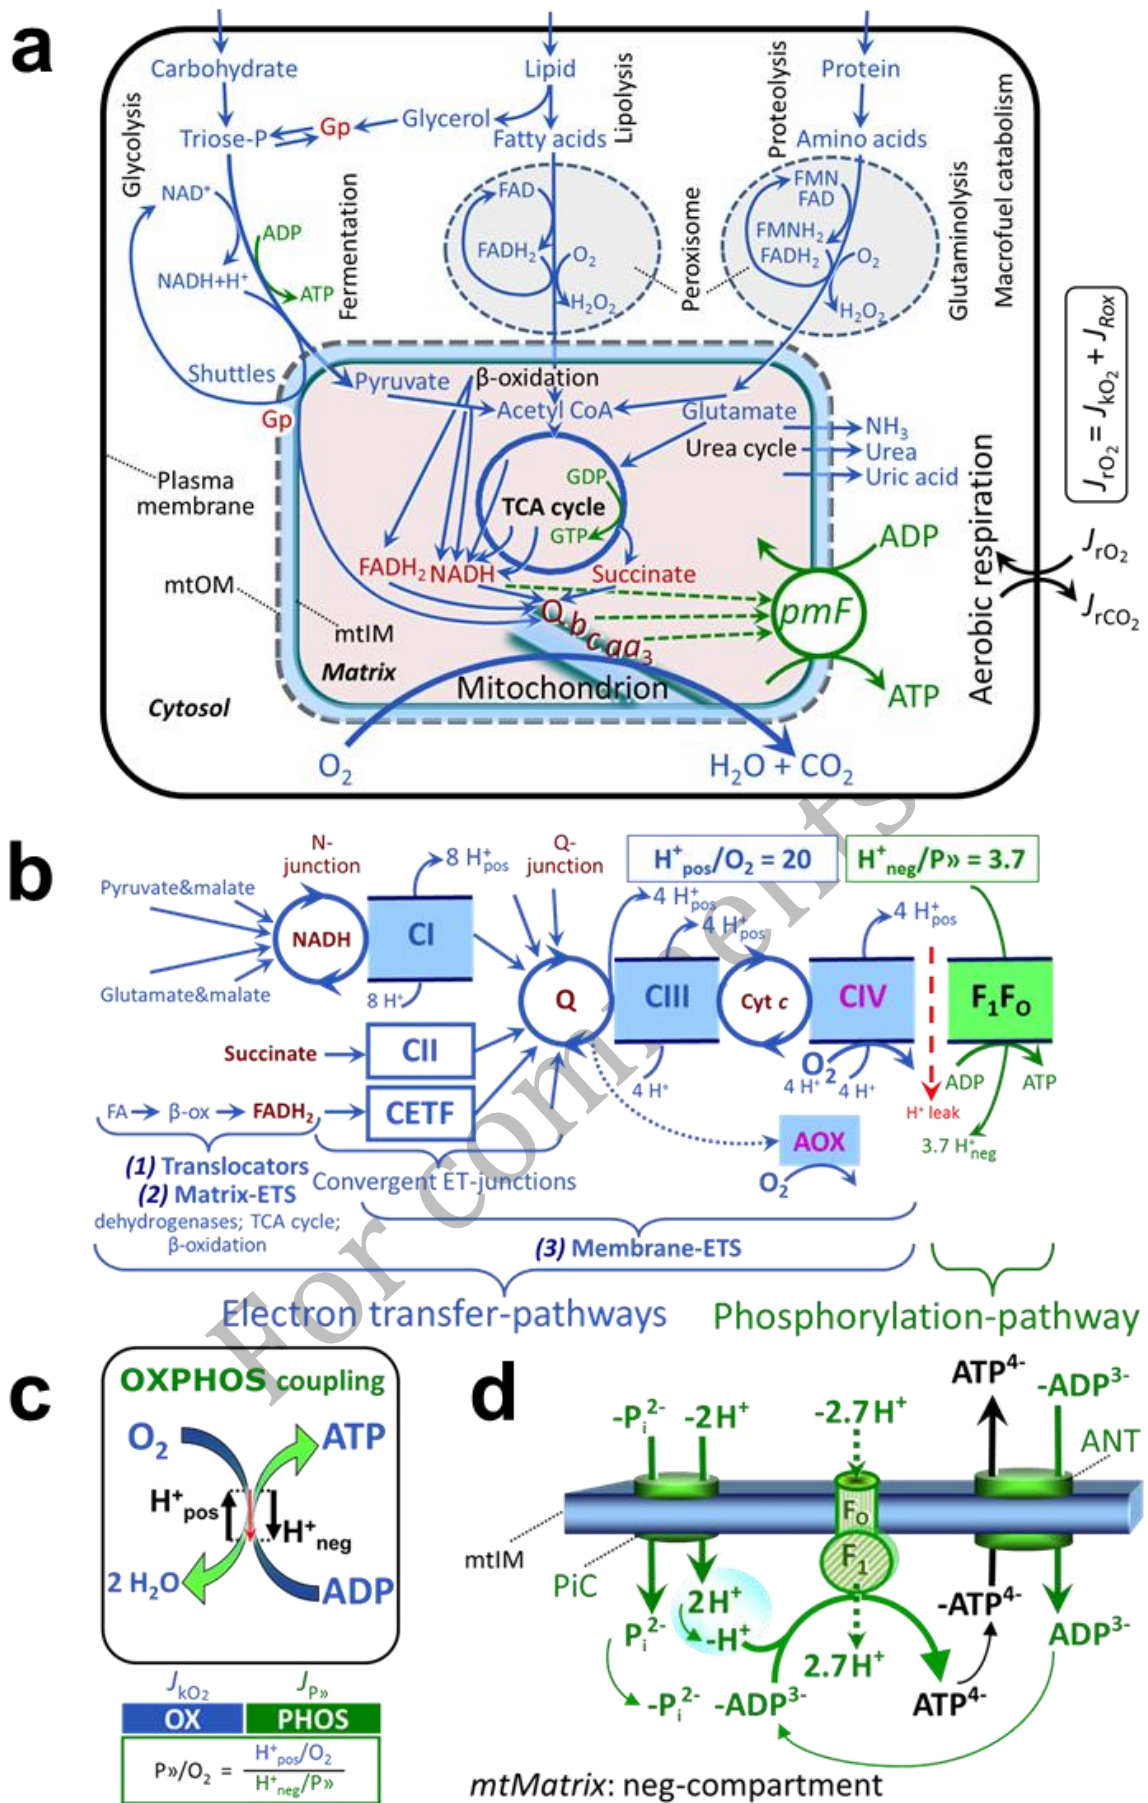 a
Carbohydrate
Lipid
Protein
Glycolysis
Lipolysis
Proteolysis
Macrofuel catabolism
Triose-P
Gp
Glycerol
Fatty acids
Amino acids
NAD⁺
NADH+H⁺
ADP
ATP
Fermentation
FAD
FADH₂
O₂
H₂O₂
Peroxisome
FMN
FAD
FMNH₂
FADH₂
O₂
H₂O₂
Glutaminolysis
Shuttles
Gp
Pyruvate
β-oxidation
Acetyl CoA
Glutamate
Urea cycle
NH₃
Urea
Uric acid
Plasma
membrane
GDP
TCA cycle
GTP
FADH₂
NADH
Succinate
Q b c aa₃
pmF
ADP
ATP
Aerobic respiration
J_rO₂ = J_kO₂ + J_Rox
J_rO₂
J_rCO₂
mtOM
mtIM
Matrix
Mitochondrion
Cytosol
O₂
H₂O + CO₂
For comments
b
N-
junction
Q-
junction
8 H⁺pos
H⁺pos/O₂ = 20
H⁺neg/P» = 3.7
Pyruvate&malate
Glutamate&malate
NADH
CI
8 H⁺
4 H⁺pos
4 H⁺pos
4 H⁺pos
Q
CIII
Cyt c
CIV
F₁Fₒ
Succinate
CII
4 H⁺
O₂
4 H⁺
4 H⁺
ADP
ATP
H⁺ leak
3.7 H⁺neg
FA
β-ox
FADH₂
CETF
AOX
O₂
(1) Translocators
(2) Matrix-ETS
dehydrogenases; TCA cycle;
β-oxidation
Convergent ET-junctions
(3) Membrane-ETS
Electron transfer-pathways
Phosphorylation-pathway
c
OXPHOS coupling
O₂
ATP
H⁺pos
H⁺neg
2 H₂O
ADP
J_kO₂
J_P»
OX
PHOS
P»/O₂ = H⁺pos/O₂
H⁺neg/P»
d
ATP⁴⁻
-ADP³⁻
-Pᵢ²⁻
-2H⁺
-2.7H⁺
ANT
mtIM
PiC
Fₒ
F₁
Pᵢ²⁻
2H⁺
-H⁺
2.7H⁺
-ATP⁴⁻
ADP³⁻
-Pᵢ²⁻
-ADP³⁻
ATP⁴⁻
mtMatrix: neg-compartment